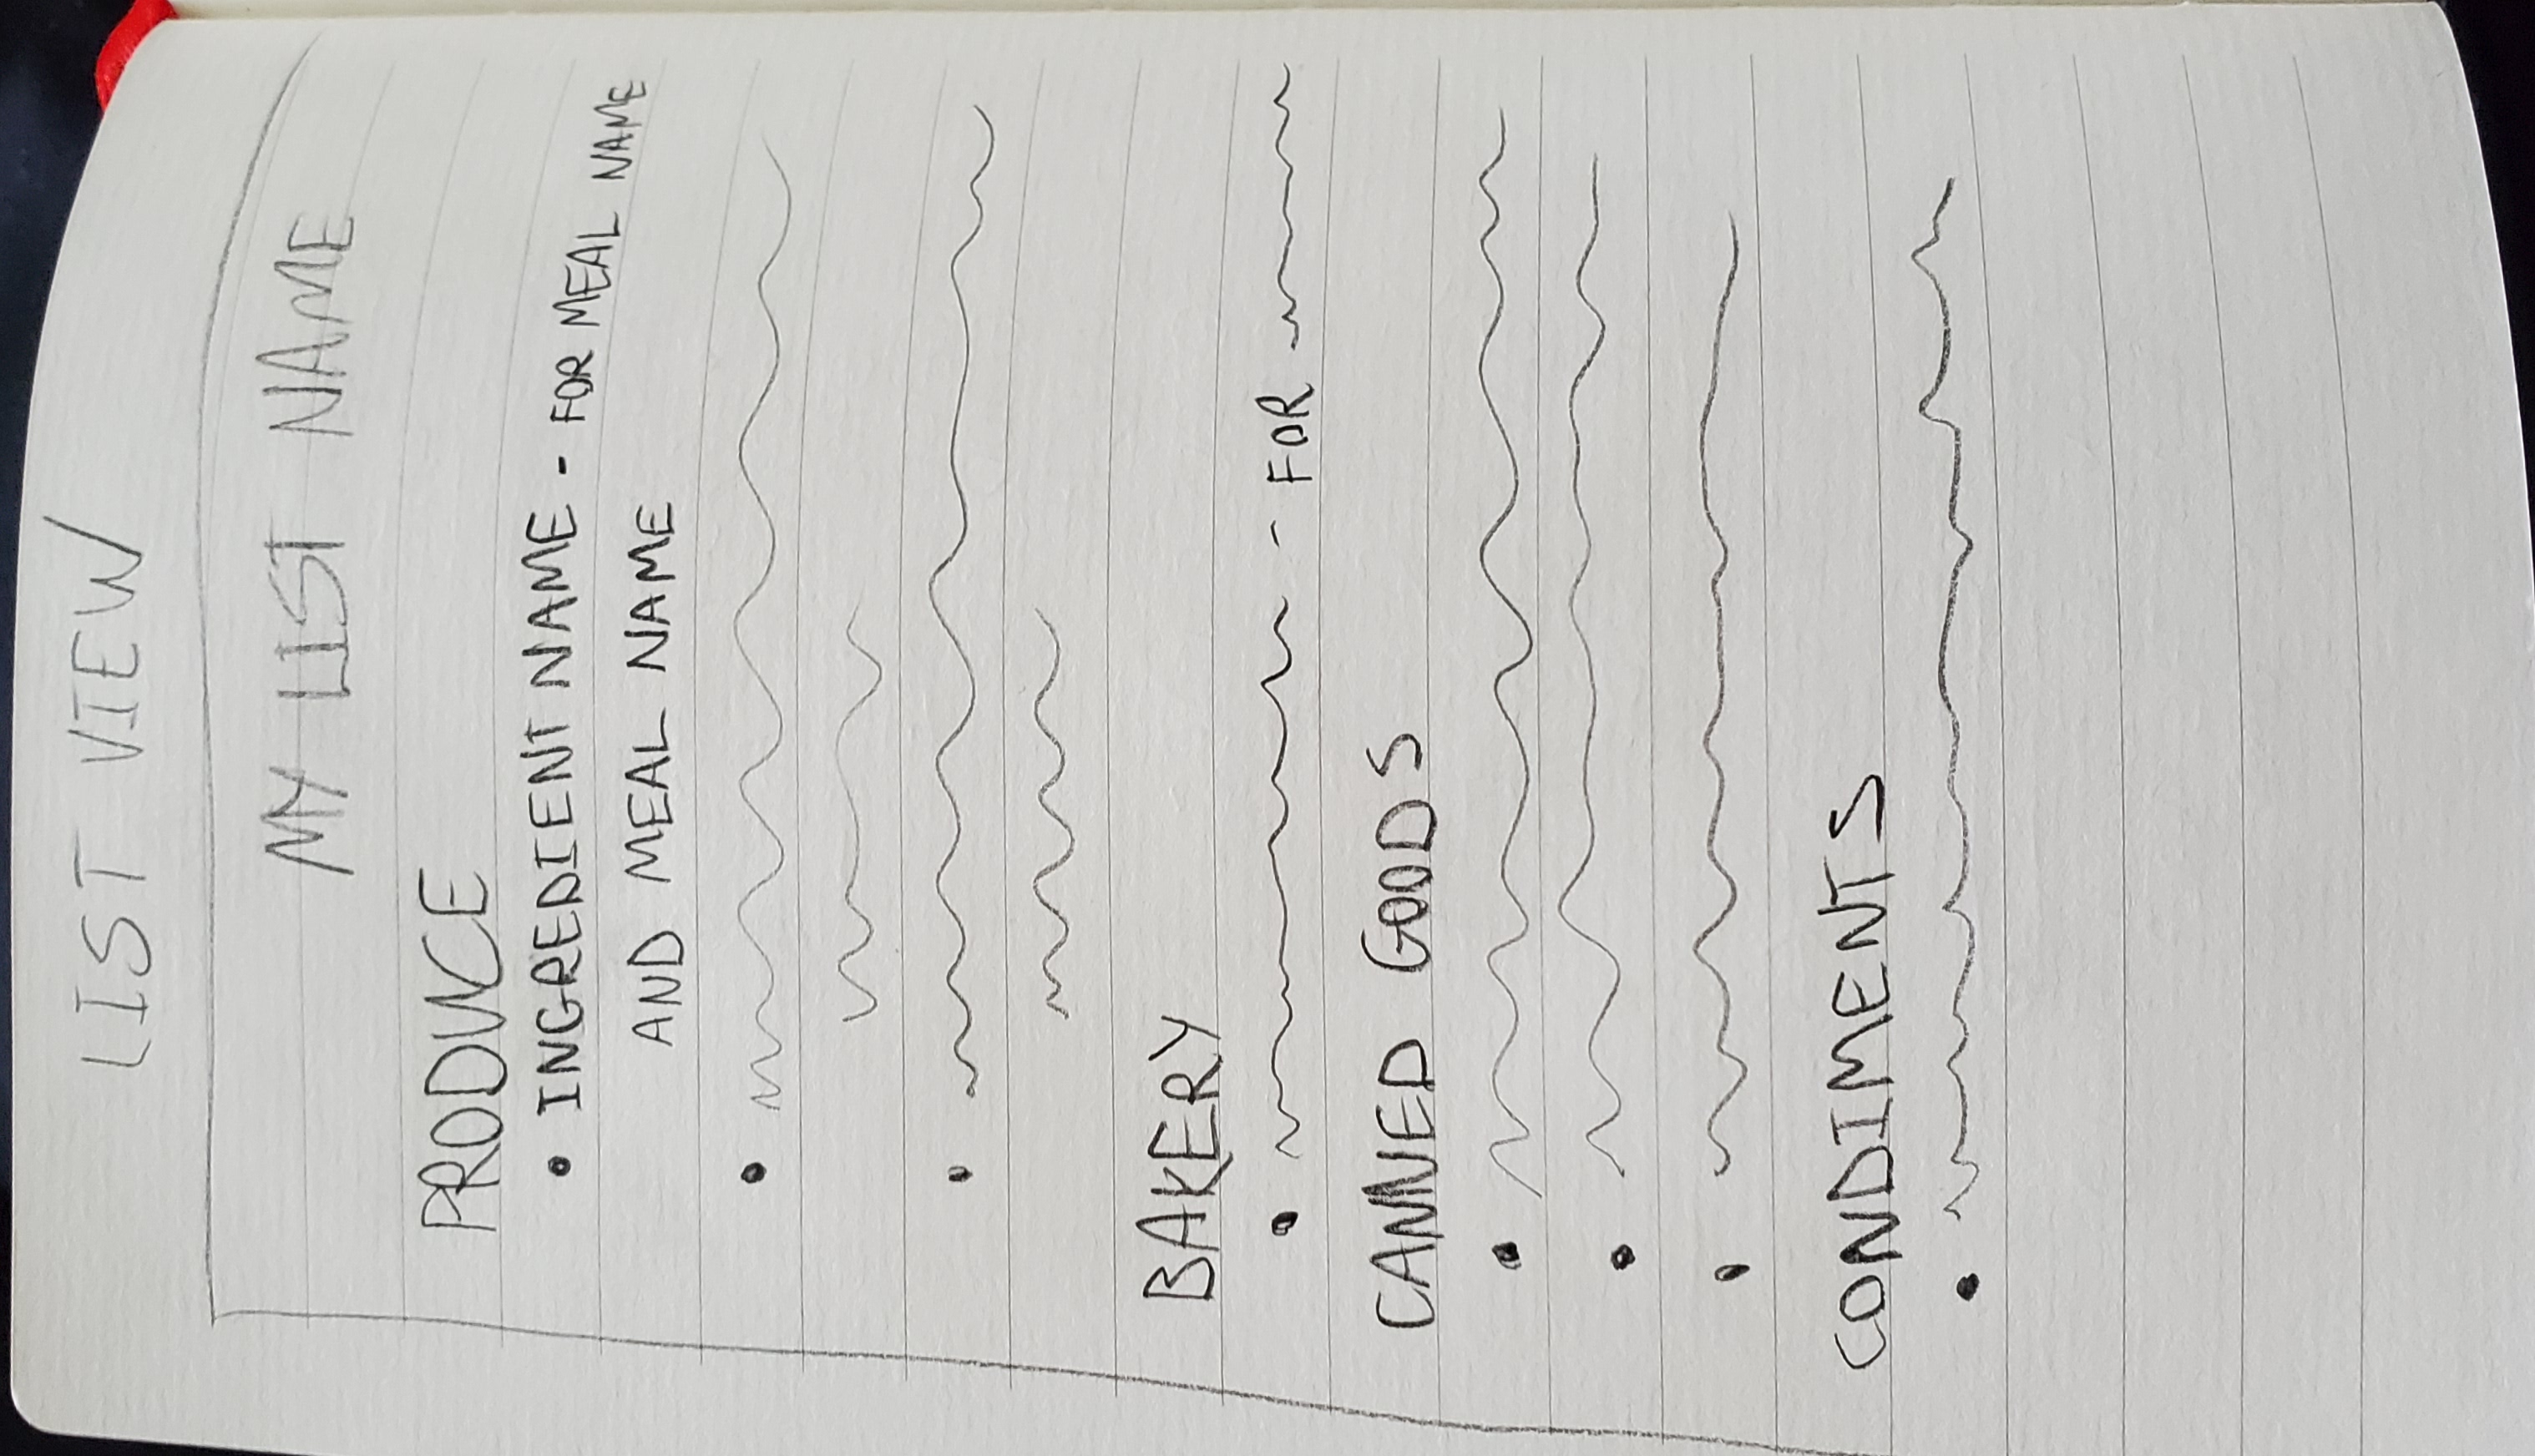 LIST VIEW
MY LIST NAME
PRODUCE
• INGREDIENT NAME - FOR MEAL NAME
AND MEAL NAME
BAKERY
• - FOR
CANNED GOODS
CONDIMENTS